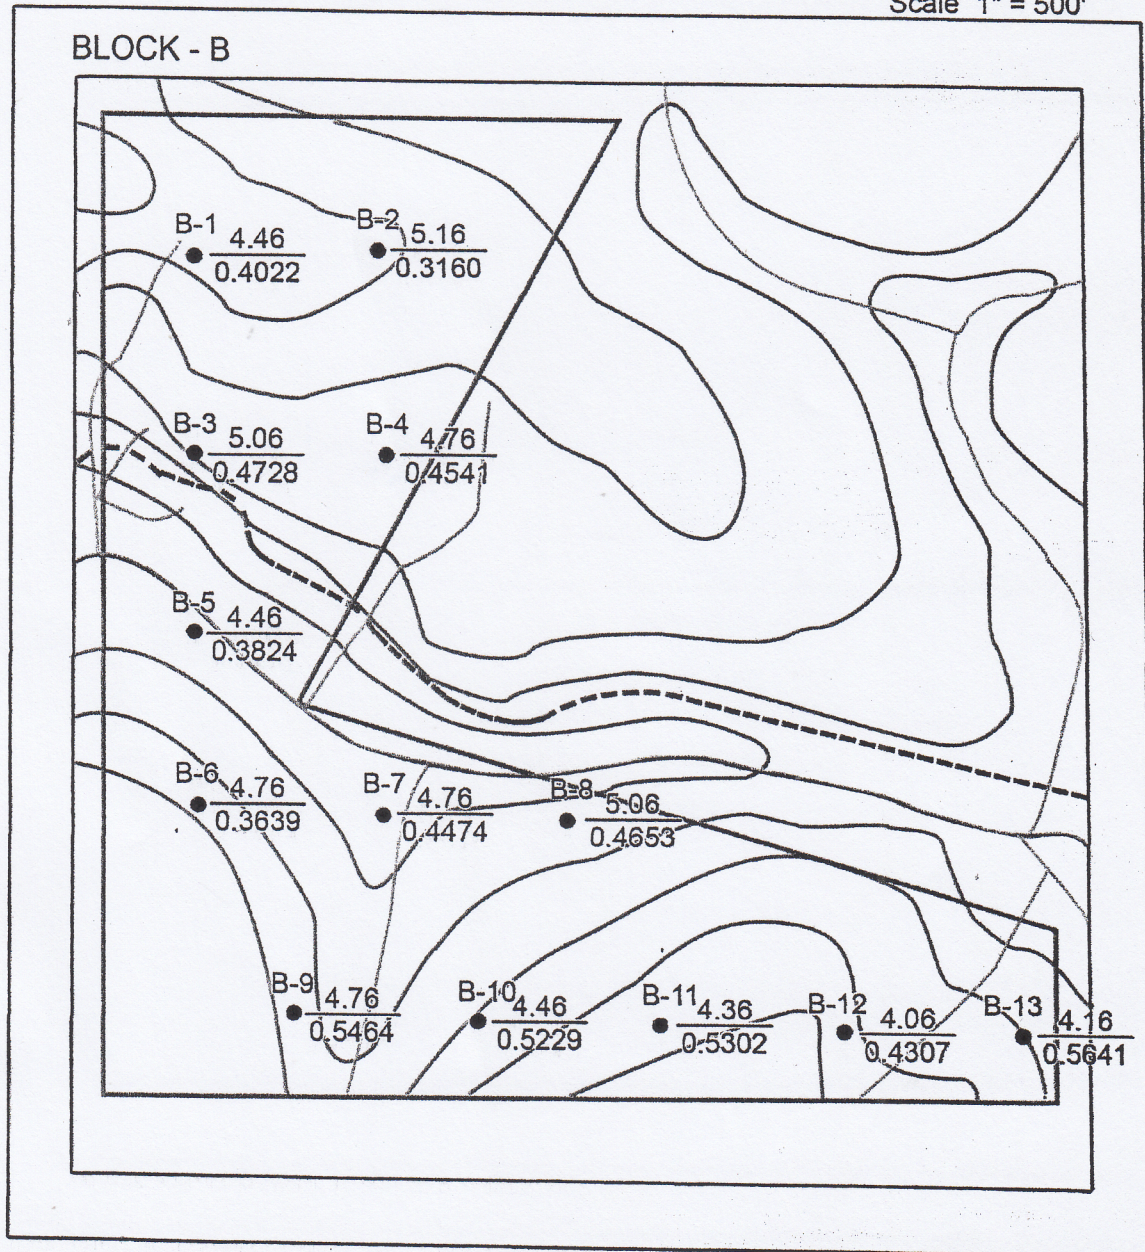 Scale 1" = 500'
BLOCK - B
B-1 4.46
0.4022
B-2 5.16
0.3160
B-3 5.06
0.4728
B-4 4.76
0.4541
B-5 4.46
0.3824
B-6 4.76
0.3639
B-7 4.76
0.4474
B-8 5.06
0.4653
B-9 4.76
0.5464
B-10 4.46
0.5229
B-11 4.36
0.5302
B-12 4.06
0.4307
B-13 4.16
0.5641